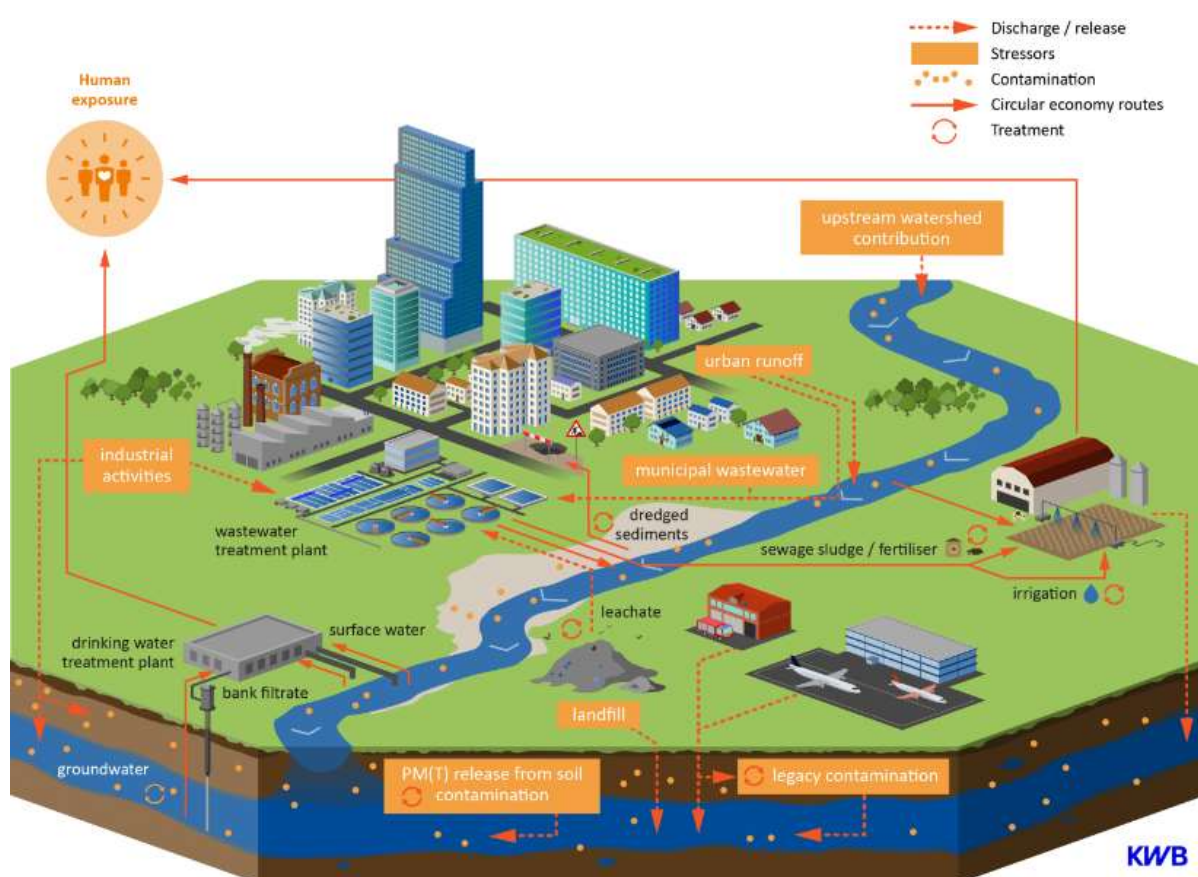 Discharge / release
Stressors
Contamination
Circular economy routes
Treatment
Human
exposure
upstream watershed
contribution
urban runoff
industrial
activities
municipal wastewater
wastewater
treatment plant
dredged
sediments
sewage sludge / fertiliser
irrigation
leachate
surface water
drinking water
treatment plant
bank filtrate
landfill
groundwater
PM(T) release from soil
contamination
legacy contamination
KWB